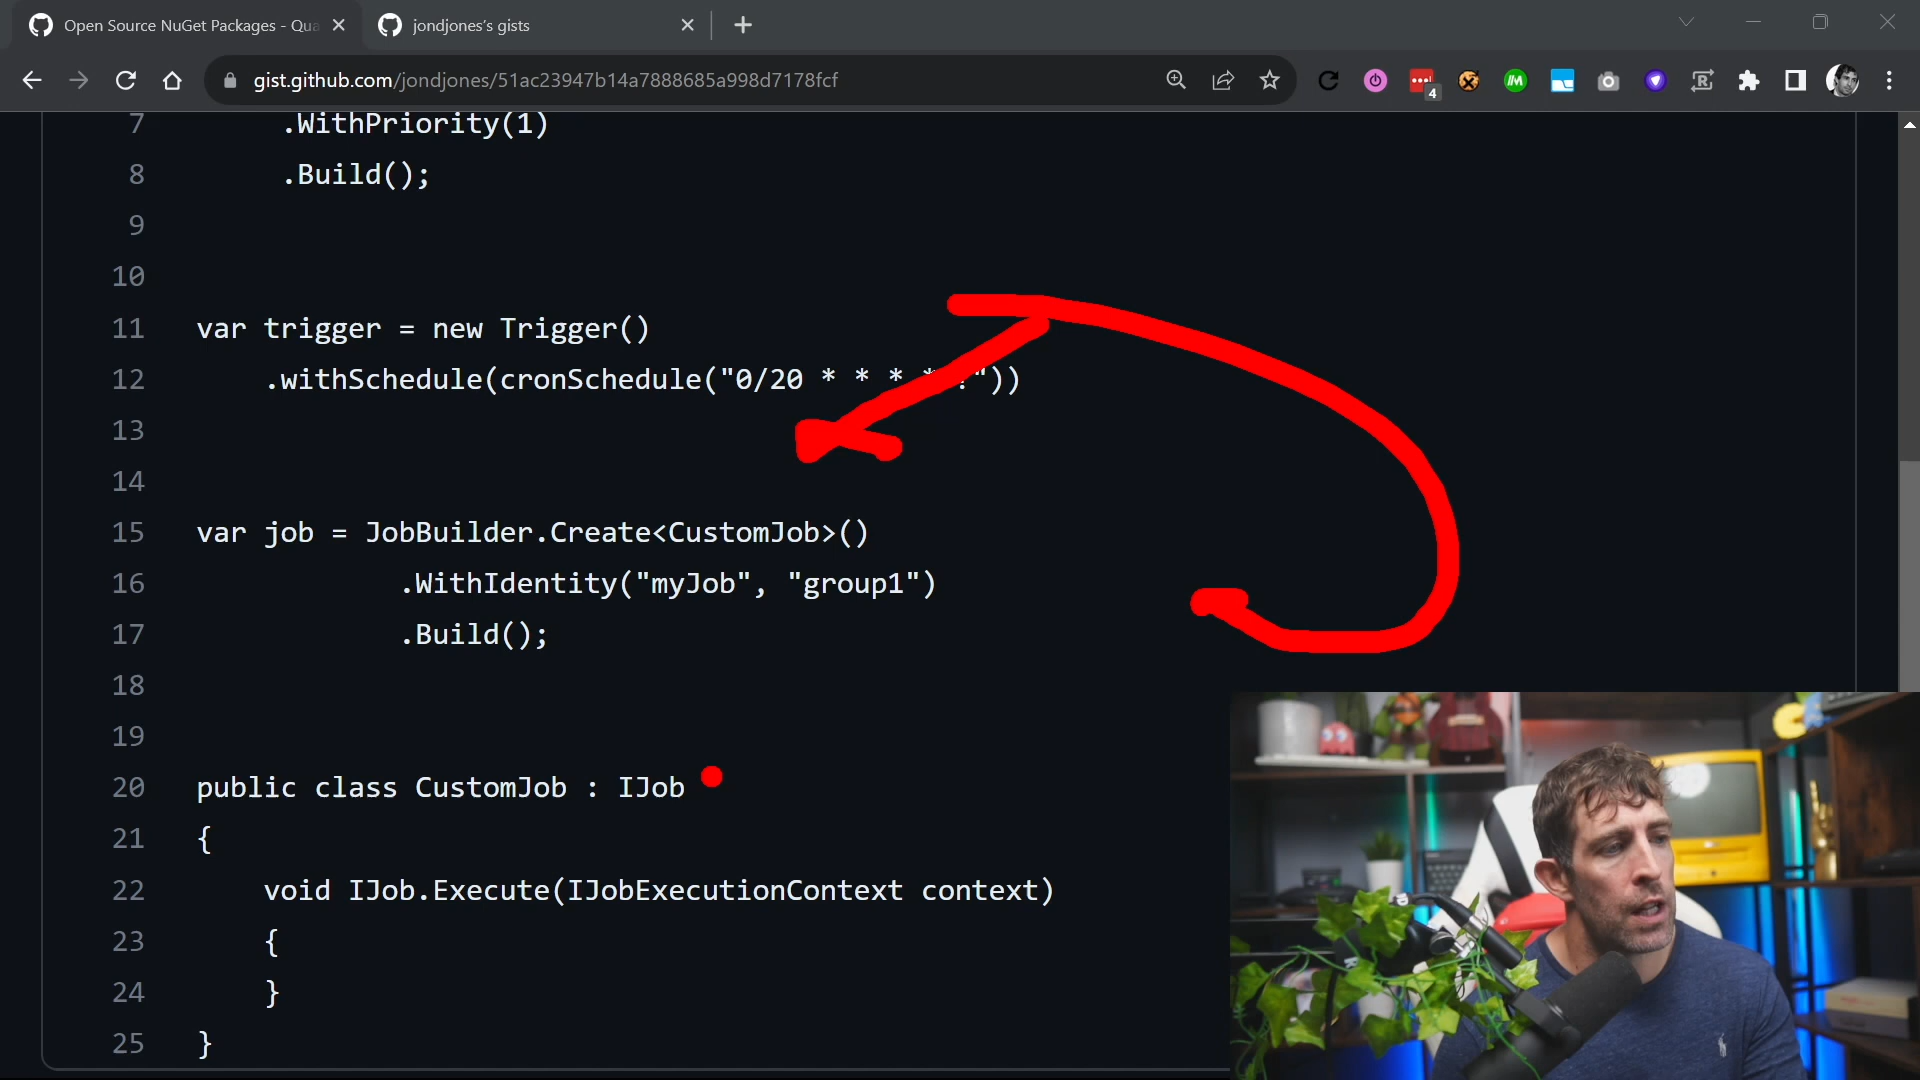 Open Source NuGet Packages - Qua
jondjones's gists
gist.github.com/jondjones/51ac23947b14a7888685a998d7178fcf
4
7 .WithPriority(1)
8 .Build();
9
10
11 var trigger = new Trigger()
12 .withSchedule(cronSchedule("0/20 * * * * ?"))
13
14
15 var job = JobBuilder.Create<CustomJob>()
16 .WithIdentity("myJob", "group1")
17 .Build();
18
19
20 public class CustomJob : IJob
21 {
22 void IJob.Execute(IJobExecutionContext context)
23 {
24 }
25 }